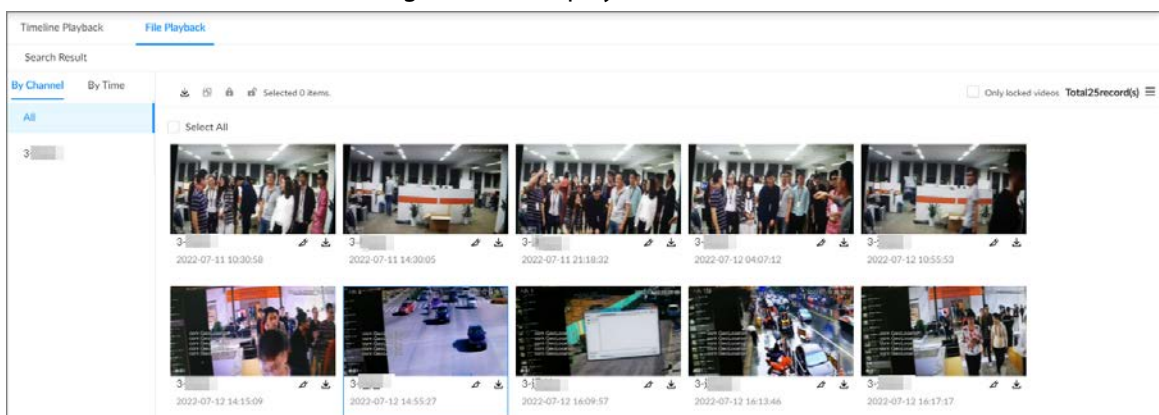 Timeline Playback File Playback
Search Result
By Channel By Time
Selected 0 items.
Only locked videos Total25record(s)
All
Select All
3-
3- 3- 3- 3- 3-
2022-07-11 10:30:58 2022-07-11 14:30:05 2022-07-11 21:18:32 2022-07-12 04:07:12 2022-07-12 10:55:53
3- 3- 3- 3- 3-
2022-07-12 14:15:09 2022-07-12 14:55:27 2022-07-12 16:09:57 2022-07-12 16:13:46 2022-07-12 16:17:17